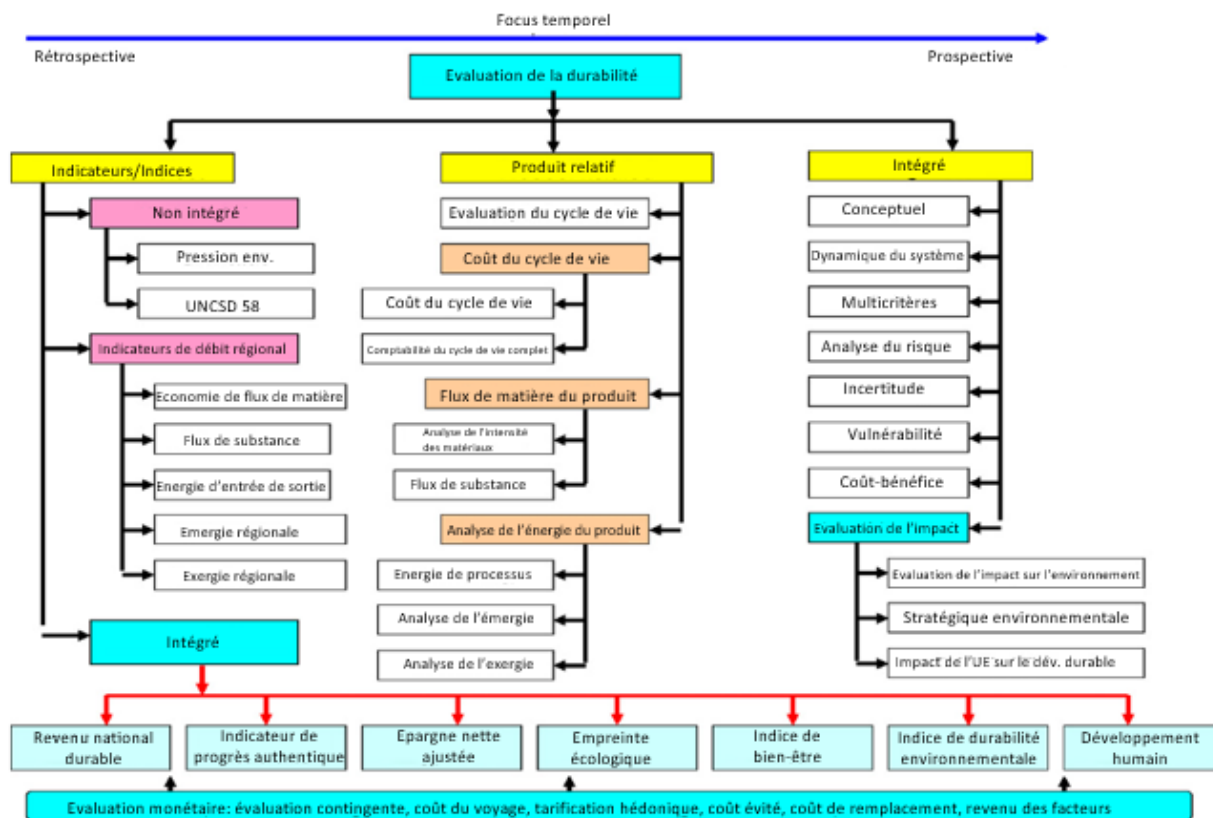 Focus temporel
Rétrospective
Prospective
Evaluation de la durabilité
Indicateurs/Indices
Produit relatif
Intégré
Non intégré
Pression env.
UNCSD 58
Indicateurs de débit régional
Economie de flux de matière
Flux de substance
Energie d'entrée de sortie
Emergie régionale
Exergie régionale
Intégré
Evaluation du cycle de vie
Coût du cycle de vie
Coût du cycle de vie
Comptabilité du cycle de vie complet
Flux de matière du produit
Analyse de l'intensité
des matériaux
Flux de substance
Analyse de l'énergie du produit
Energie de processus
Analyse de l'émergie
Analyse de l'exergie
Conceptuel
Dynamique du système
Multicritères
Analyse du risque
Incertitude
Vulnérabilité
Coût-bénéfice
Evaluation de l'impact
Evaluation de l'impact sur l'environnement
Stratégique environnementale
Impact de l'UE sur le dév. durable
Revenu national
durable
Indicateur de
progrès authentique
Epargne nette
ajustée
Empreinte
écologique
Indice de
bien-être
Indice de durabilité
environnementale
Développement
humain
Evaluation monétaire: évaluation contingente, coût du voyage, tarification hédonique, coût évité, coût de remplacement, revenu des facteurs